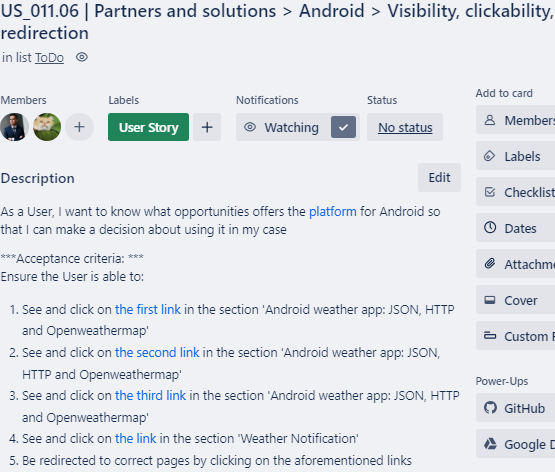 US_011.06 | Partners and solutions > Android > Visibility, clickability,
redirection
in list ToDo
Members
Labels
Notifications
Status
Add to card
+
User Story
+
Watching
No status
Members
Labels
Checklist
Dates
Attachme
Cover
Custom F
Description
Edit
As a User, I want to know what opportunities offers the platform for Android so
that I can make a decision about using it in my case
***Acceptance criteria: ***
Ensure the User is able to:
1. See and click on the first link in the section 'Android weather app: JSON, HTTP
and Openweathermap'
2. See and click on the second link in the section 'Android weather app: JSON,
HTTP and Openweathermap'
3. See and click on the third link in the section 'Android weather app: JSON, HTTP
and Openweathermap'
4. See and click on the link in the section 'Weather Notification'
5. Be redirected to correct pages by clicking on the aforementioned links
Power-Ups
GitHub
Google D